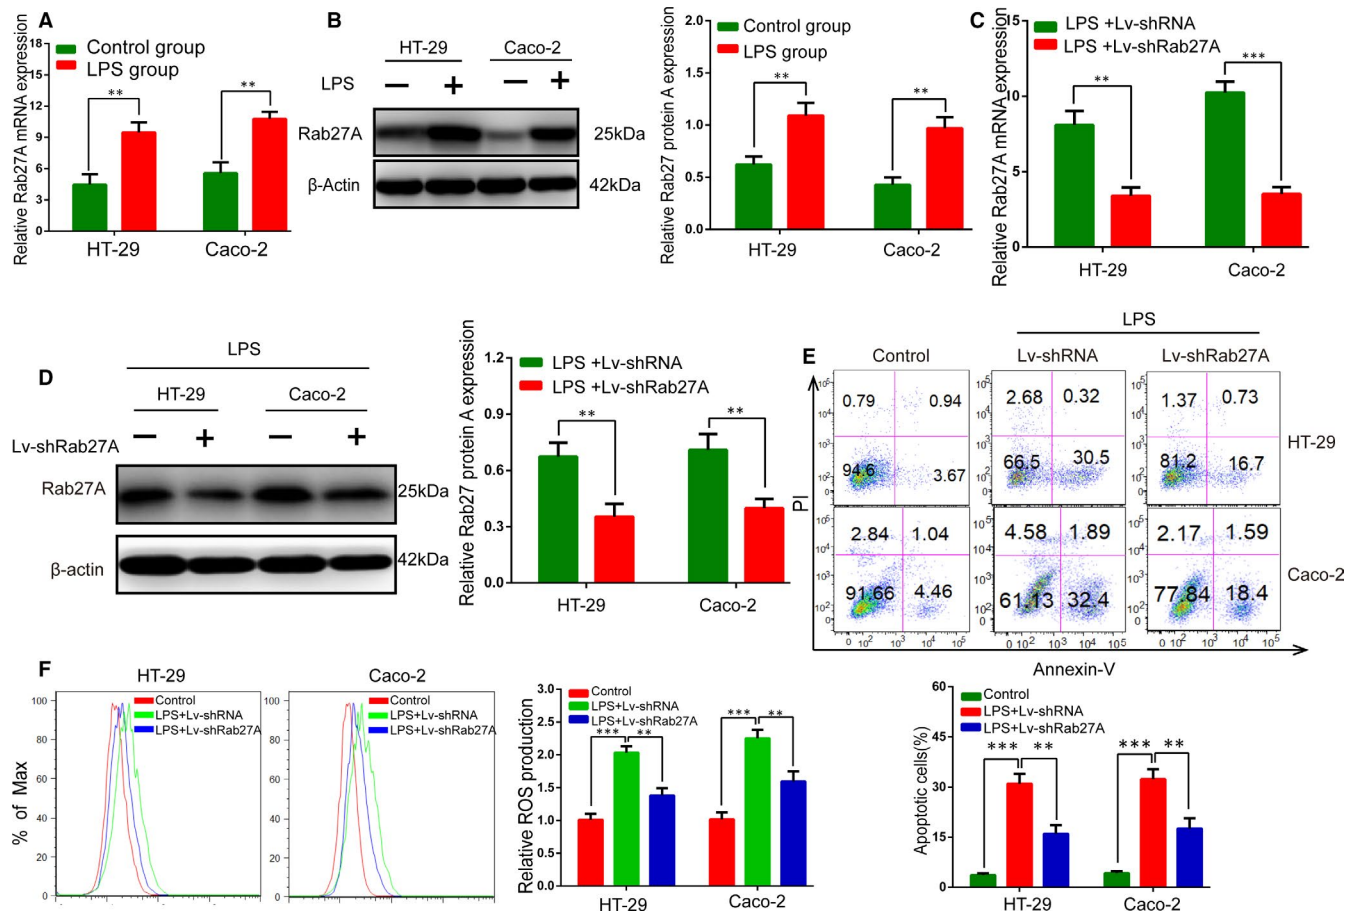 A
Relative Rab27A mRNA expression
18
15
12
9
6
3
0
Control group
LPS group
**
**
HT-29
Caco-2
B
HT-29
Caco-2
LPS
— + — +
Rab27A
25kDa
β-Actin
42kDa
Relative Rab27 protein A expression
2.0
1.5
1.0
0.5
0.0
Control group
LPS group
**
**
HT-29
Caco-2
C
Relative Rab27A mRNA expression
15
10
5
0
LPS +Lv-shRNA
LPS +Lv-shRab27A
**
***
HT-29
Caco-2
D
LPS
HT-29
Caco-2
Lv-shRab27A
— + — +
Rab27A
25kDa
β-actin
42kDa
Relative Rab27 protein A expression
1.2
0.9
0.6
0.3
0.0
LPS +Lv-shRNA
LPS +Lv-shRab27A
**
**
HT-29
Caco-2
E
LPS
Control
Lv-shRNA
Lv-shRab27A
0.79 0.94
94.6 3.67
2.68 0.32
66.5 30.5
1.37 0.73
81.2 16.7
HT-29
2.84 1.04
91.66 4.46
4.58 1.89
61.13 32.4
2.17 1.59
77.84 18.4
Caco-2
PI
Annexin-V
Apoptotic cells(%)
60
45
30
15
0
Control
LPS+Lv-shRNA
LPS+Lv-shRab27A
*** **
*** **
HT-29
Caco-2
F
HT-29
% of Max
100
80
60
40
20
0
Control
LPS+Lv-shRNA
LPS+Lv-shRab27A
Caco-2
100
80
60
40
20
0
Control
LPS+Lv-shRNA
LPS+Lv-shRab27A
Relative ROS production
3.0
2.5
2.0
1.5
1.0
0.5
0.0
Control
LPS+Lv-shRNA
LPS+Lv-shRab27A
*** **
*** **
HT-29
Caco-2